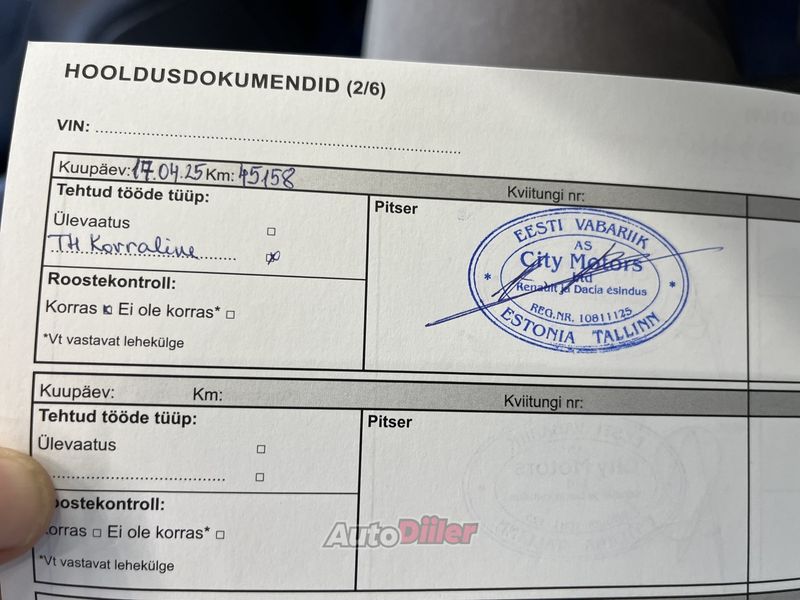 HOOLDUSDOKUMENDID (2/6)
VIN: ........................................
Kuupäev: 17.04.25 Km: 45158 Kviitungi nr:
Tehtud tööde tüüp:
Ülevaatus □
TH Korraline
Roostekontroll:
Korras Ei ole korras* □
*Vt vastavat lehekülge
Pitser
EESTI VABARIIK
AS
City Motors
Ltd
Renault ja Dacia esindus
REG.NR. 10811125
ESTONIA TALLINN
Kuupäev: Km: Kviitungi nr:
Tehtud tööde tüüp:
Ülevaatus □
........................................ □
Roostekontroll:
Korras □ Ei ole korras* □
*Vt vastavat lehekülge
Pitser
AutoDiiler